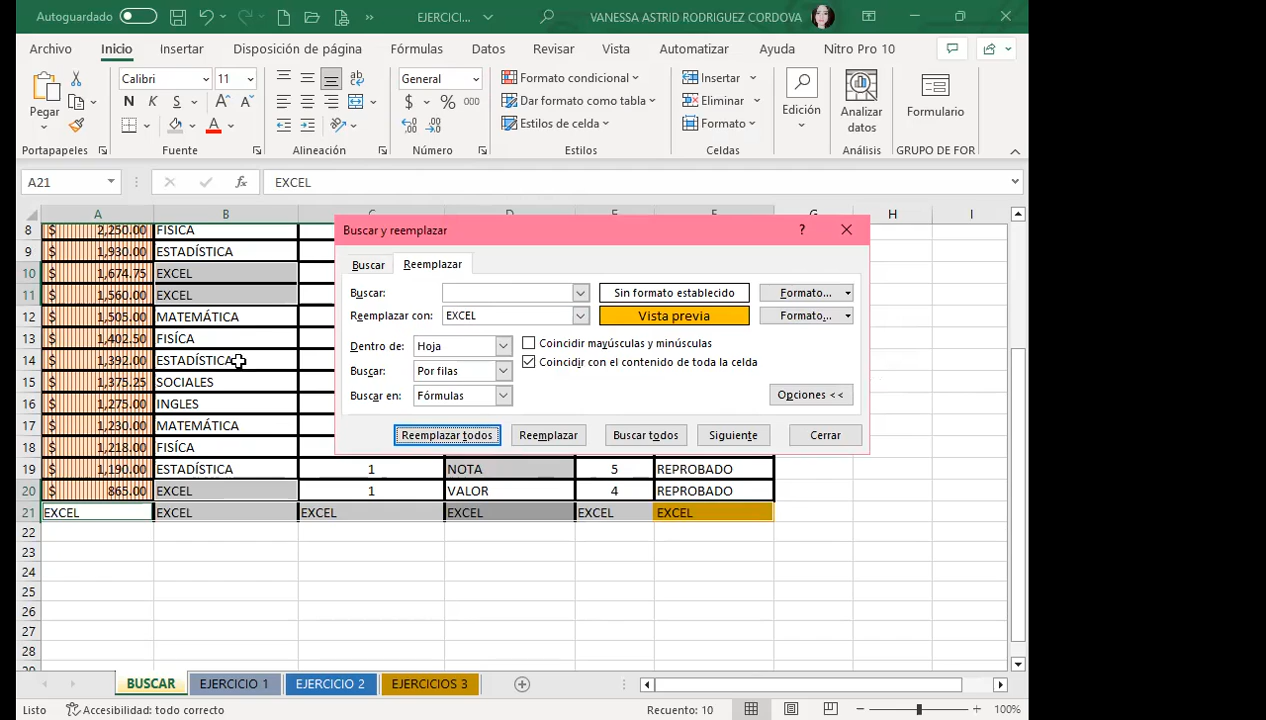 Autoguardado EJERCICI... VANESSA ASTRID RODRIGUEZ CORDOVA
Archivo Inicio Insertar Disposición de página Fórmulas Datos Revisar Vista Automatizar Ayuda Nitro Pro 10
Pegar Calibri 11 General Formato condicional Insertar Edición Analizar datos Formulario
N K S $ % 000 Dar formato como tabla Eliminar
Estilos de celda Formato
Portapapeles Fuente Alineación Número Estilos Celdas Análisis GRUPO DE FOR
A21 fx EXCEL
A B C D E F G H I
8 $ 2,250.00 FISICA
9 $ 1,930.00 ESTADÍSTICA
10 $ 1,674.75 EXCEL
11 $ 1,560.00 EXCEL
12 $ 1,505.00 MATEMÁTICA
13 $ 1,402.50 FISÍCA
14 $ 1,392.00 ESTADÍSTICA
15 $ 1,375.25 SOCIALES
16 $ 1,275.00 INGLES
17 $ 1,230.00 MATEMÁTICA
18 $ 1,218.00 FISÍCA
19 $ 1,190.00 ESTADÍSTICA 1 NOTA 5 REPROBADO
20 $ 865.00 EXCEL 1 VALOR 4 REPROBADO
21 EXCEL EXCEL EXCEL EXCEL EXCEL EXCEL
22
23
24
25
26
27
28
Buscar y reemplazar ?
Buscar Reemplazar
Buscar: Sin formato establecido Formato...
Reemplazar con: EXCEL Vista previa Formato...
Dentro de: Hoja Coincidir mayúsculas y minúsculas
Coincidir con el contenido de toda la celda
Buscar: Por filas
Buscar en: Fórmulas Opciones <<
Reemplazar todos Reemplazar Buscar todos Siguiente Cerrar
BUSCAR EJERCICIO 1 EJERCICIO 2 EJERCICIOS 3
Listo Accesibilidad: todo correcto Recuento: 10 100%